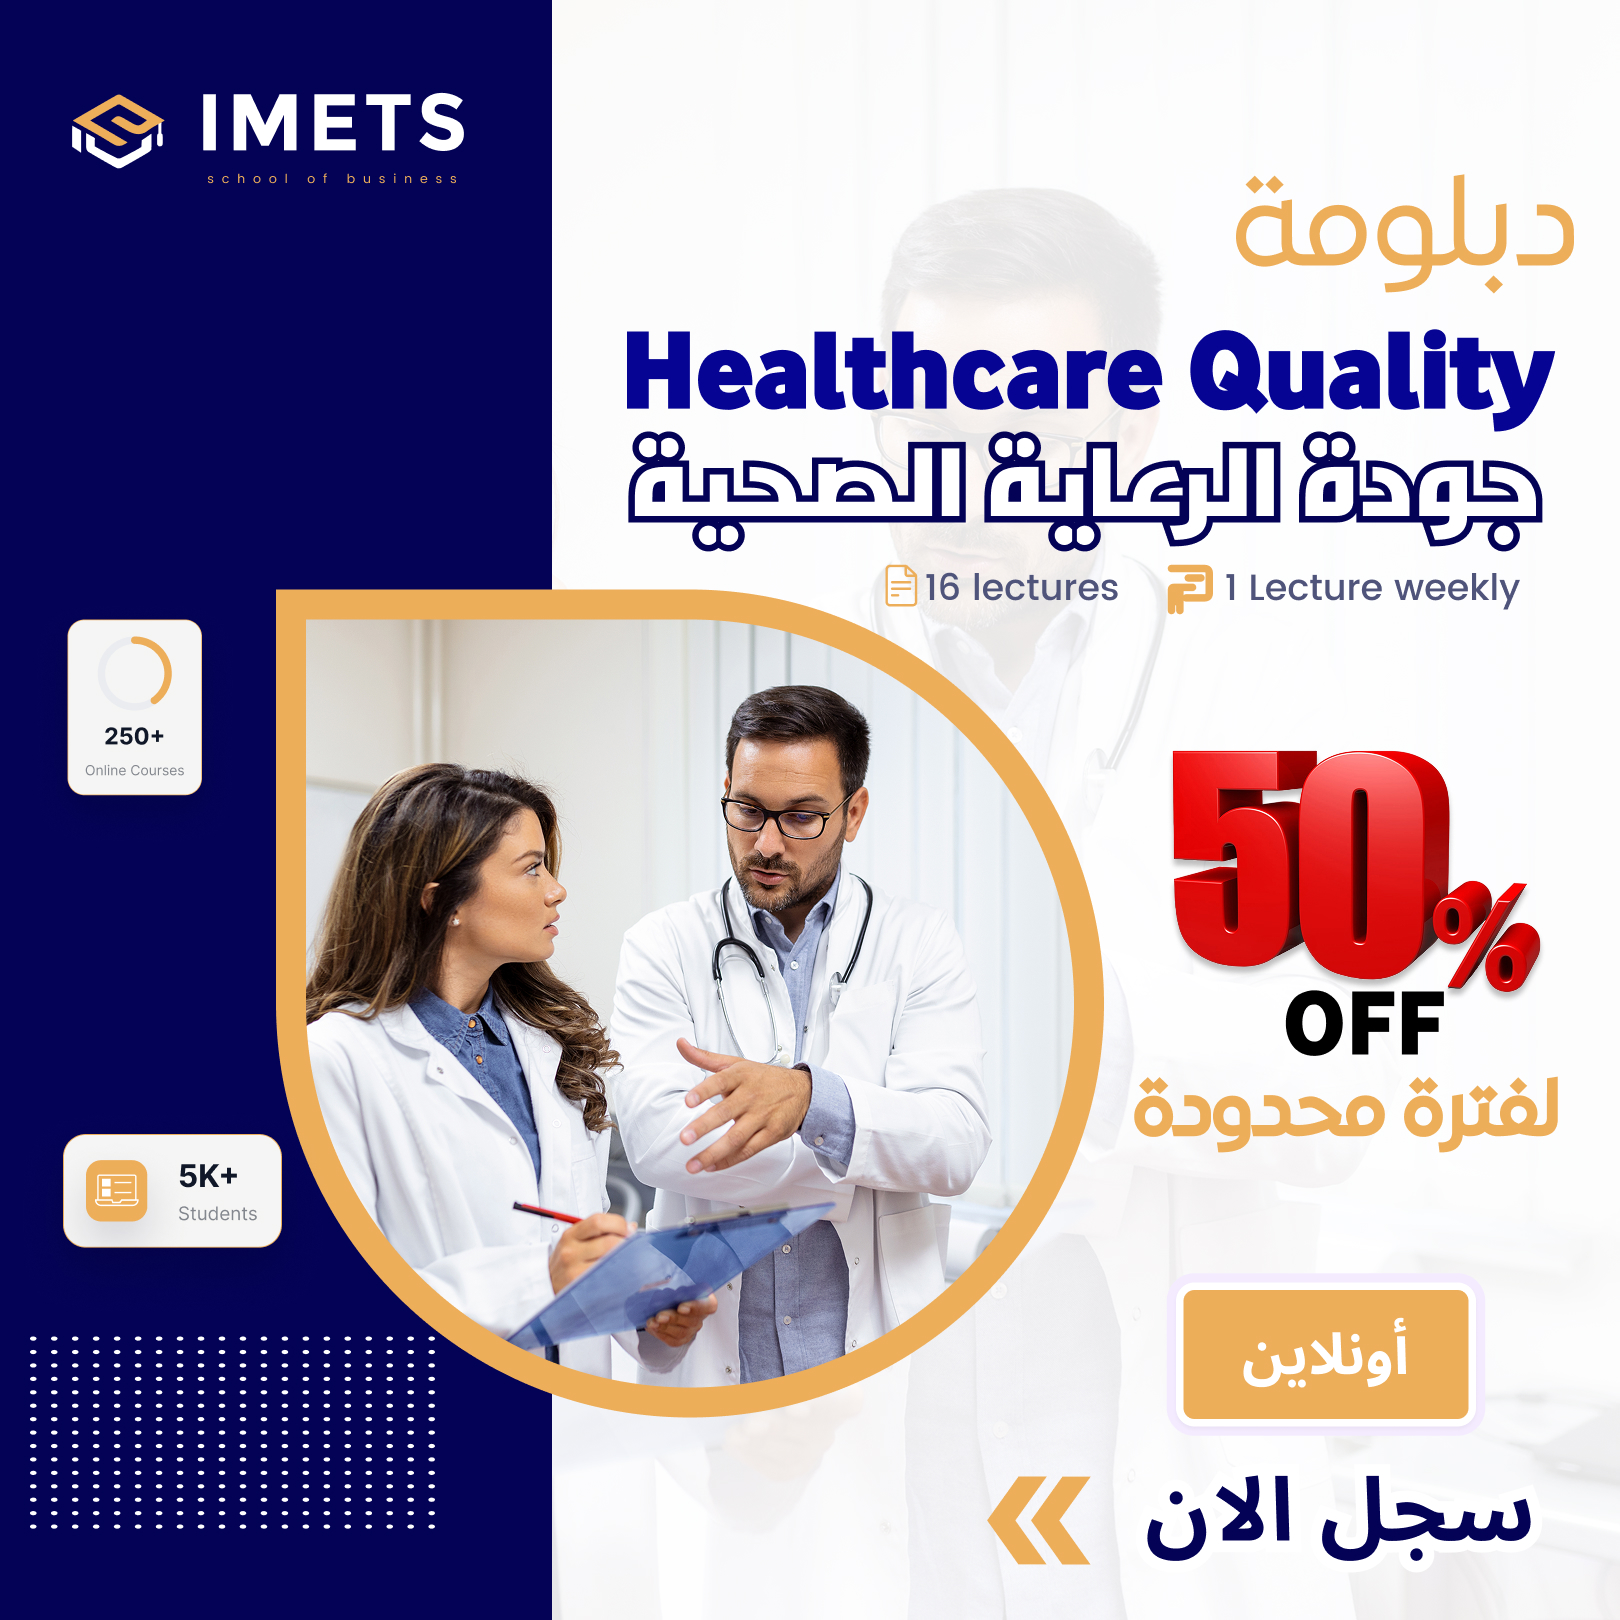 IMETS
school of business
دبلومة
Healthcare Quality
جودة الرعاية الصحية
16 lectures
1 Lecture weekly
250+
Online Courses
50%
OFF
لفترة محدودة
5K+
Students
أونلاين
سجل الان